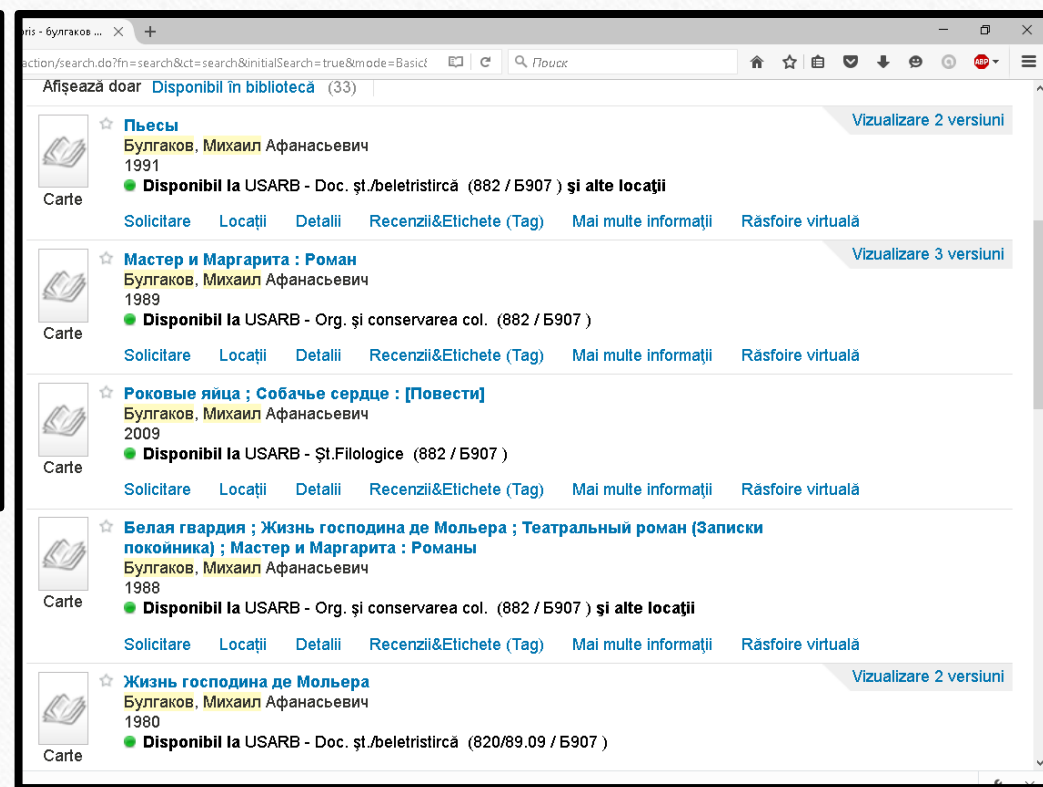 oris - булгаков ...
action/search.do?fn=search&ct=search&initialSearch=true&mode=Basic&
Поиск
ABP
Afişează doar Disponibil în bibliotecă (33)
Пьесы
Vizualizare 2 versiuni
Булгаков, Михаил Афанасьевич
1991
Disponibil la USARB - Doc. şt./beletristircă (882 / Б907 ) şi alte locaţii
Carte
Solicitare Locații Detalii Recenzii&Etichete (Tag) Mai multe informaţii Răsfoire virtuală
Мастер и Маргарита : Роман
Vizualizare 3 versiuni
Булгаков, Михаил Афанасьевич
1989
Disponibil la USARB - Org. şi conservarea col. (882 / Б907 )
Carte
Solicitare Locații Detalii Recenzii&Etichete (Tag) Mai multe informaţii Răsfoire virtuală
Роковые яйца ; Собачье сердце : [Повести]
Булгаков, Михаил Афанасьевич
2009
Disponibil la USARB - Şt.Filologice (882 / Б907 )
Carte
Solicitare Locații Detalii Recenzii&Etichete (Tag) Mai multe informaţii Răsfoire virtuală
Белая гвардия ; Жизнь господина де Мольера ; Театральный роман (Записки
покойника) ; Мастер и Маргарита : Романы
Булгаков, Михаил Афанасьевич
1988
Disponibil la USARB - Org. şi conservarea col. (882 / Б907 ) şi alte locaţii
Carte
Solicitare Locații Detalii Recenzii&Etichete (Tag) Mai multe informaţii Răsfoire virtuală
Жизнь господина де Мольера
Vizualizare 2 versiuni
Булгаков, Михаил Афанасьевич
1980
Disponibil la USARB - Doc. şt./beletristircă (820/89.09 / Б907 )
Carte